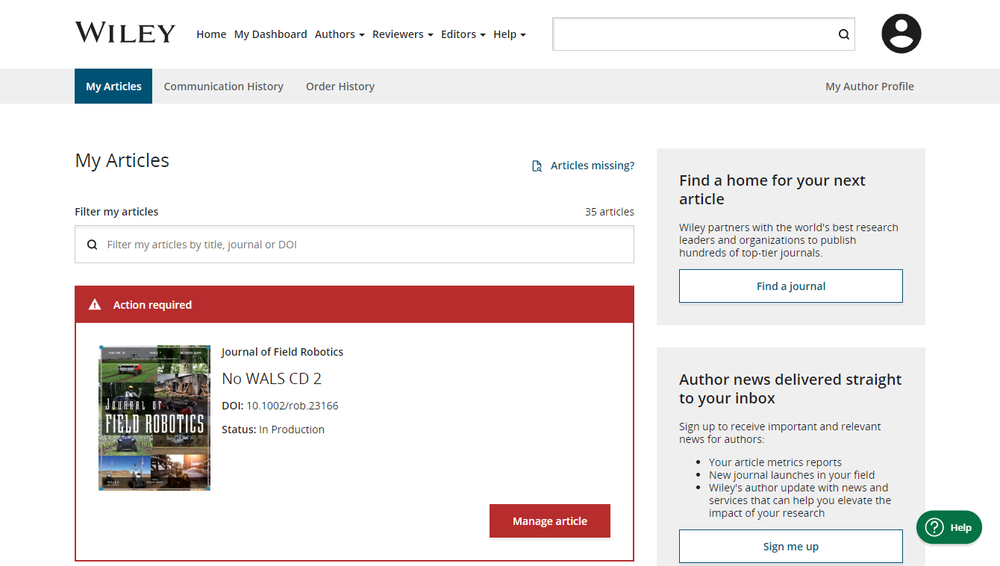 WILEY
Home My Dashboard Authors Reviewers Editors Help
My Articles Communication History Order History My Author Profile
My Articles
Articles missing?
Filter my articles
35 articles
Filter my articles by title, journal or DOI
Action required
JOURNAL OF
FIELD ROBOTICS
WILEY
Journal of Field Robotics
No WALS CD 2
DOI: 10.1002/rob.23166
Status: In Production
Manage article
Find a home for your next
article
Wiley partners with the world's best research
leaders and organizations to publish
hundreds of top-tier journals.
Find a journal
Author news delivered straight
to your inbox
Sign up to receive important and relevant
news for authors:
Your article metrics reports
New journal launches in your field
Wiley's author update with news and
services that can help you elevate the
impact of your research
Sign me up
Help